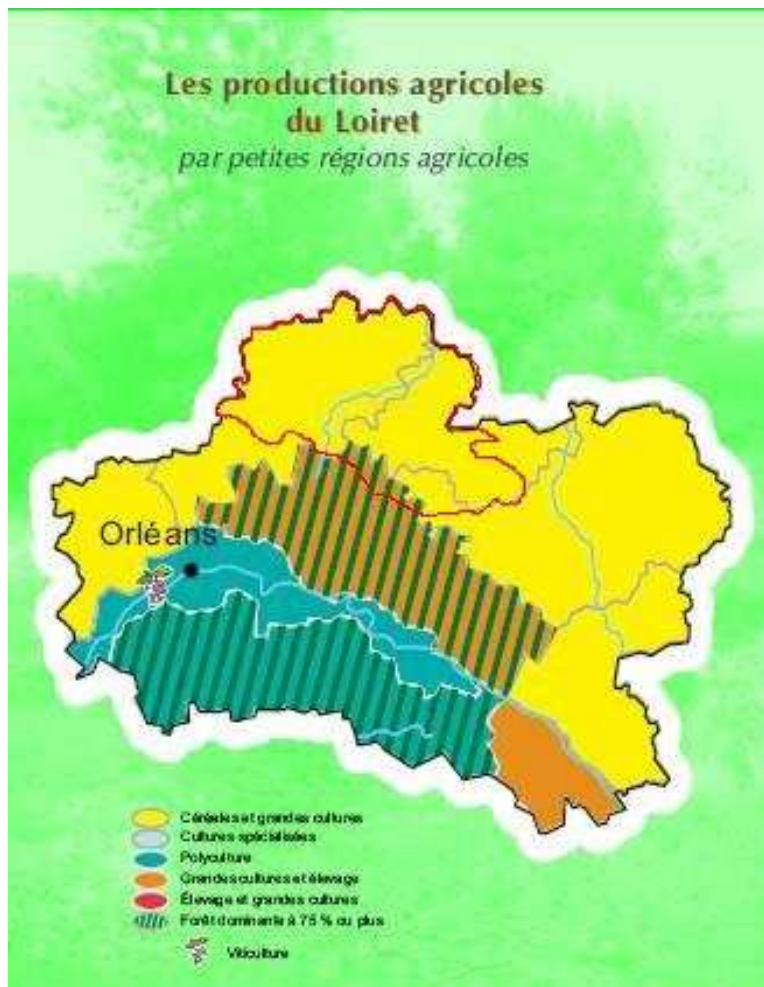 Les productions agricoles
du Loiret
par petites régions agricoles
Orléans
Céréales et grandes cultures
Cultures spécialisées
Polyculture
Grandes cultures et élevage
Élevage et grandes cultures
Forêt dominante à 75 % ou plus
Viticulture